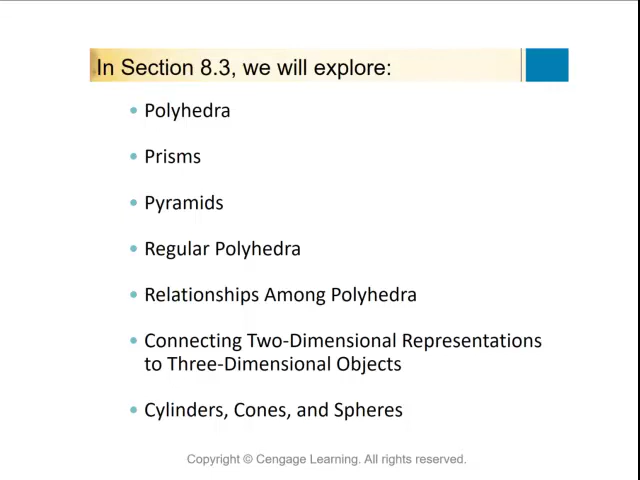 In Section 8.3, we will explore:
• Polyhedra
• Prisms
• Pyramids
• Regular Polyhedra
• Relationships Among Polyhedra
• Connecting Two-Dimensional Representations
to Three-Dimensional Objects
• Cylinders, Cones, and Spheres
Copyright © Cengage Learning. All rights reserved.